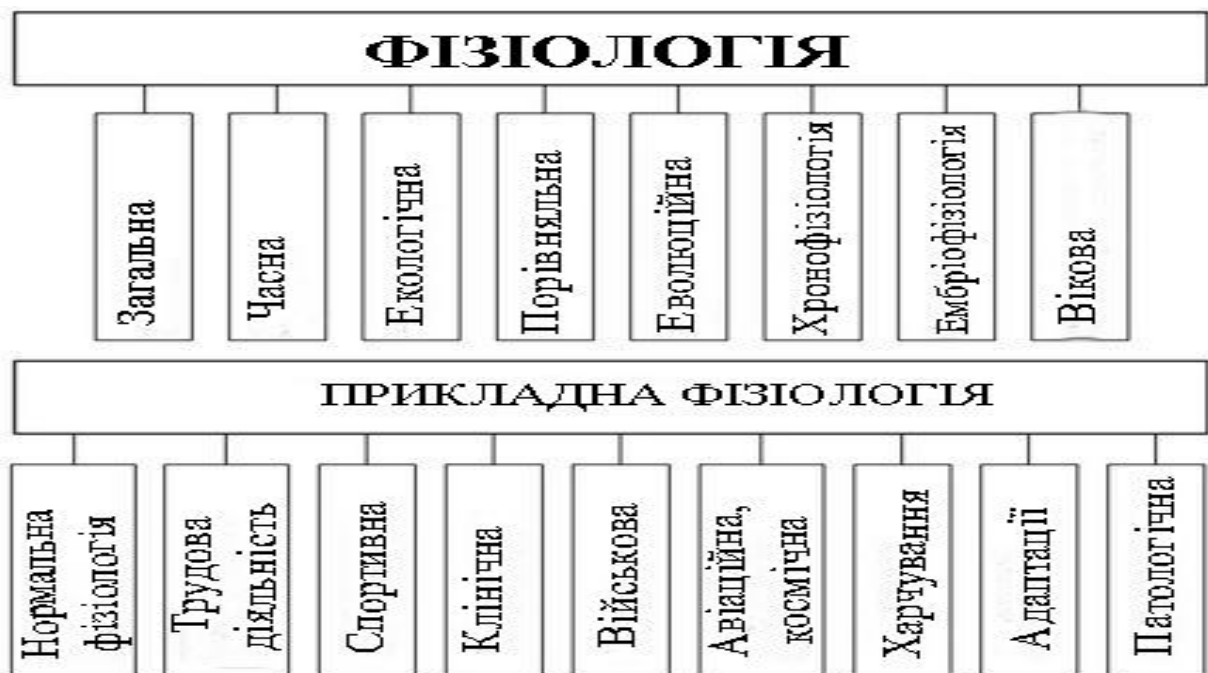 ФІЗІОЛОГІЯ
Загальна
Часна
Екологічна
Порівняльна
Еволюційна
Хронофізіологія
Ембріофізіологія
Вікова
ПРИКЛАДНА ФІЗІОЛОГІЯ
Нормальна
фізіологія
Трудова
діяльність
Спортивна
Клінічна
Військова
Авіаційна,
космічна
Харчування
Адаптації
Патологічна